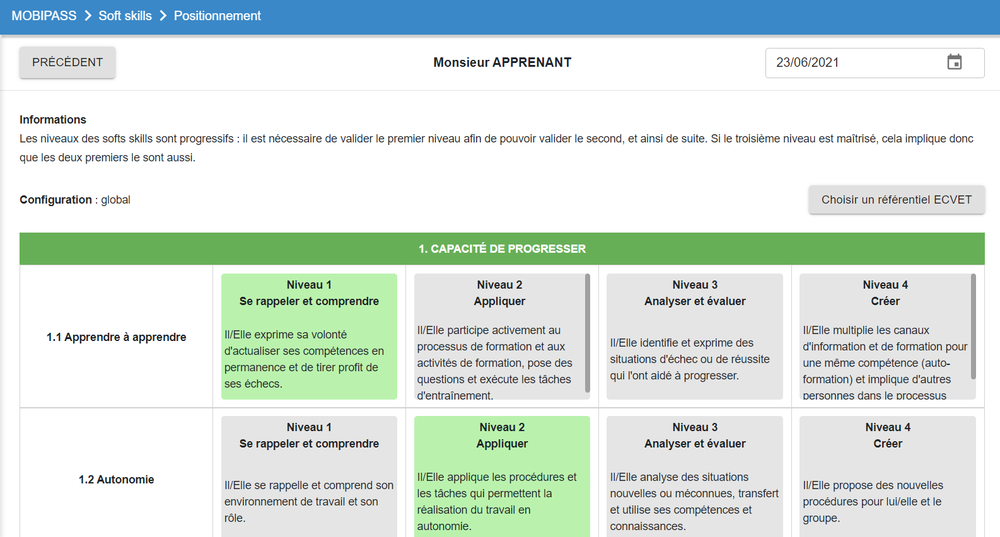 MOBIPASS > Soft skills > Positionnement
PRÉCÉDENT
Monsieur APPRENANT
23/06/2021
Informations
Les niveaux des softs skills sont progressifs : il est nécessaire de valider le premier niveau afin de pouvoir valider le second, et ainsi de suite. Si le troisième niveau est maîtrisé, cela implique donc
que les deux premiers le sont aussi.
Configuration : global
Choisir un référentiel ECVET
1. CAPACITÉ DE PROGRESSER
1.1 Apprendre à apprendre
Niveau 1
Se rappeler et comprendre
Il/Elle exprime sa volonté
d'actualiser ses compétences en
permanence et de tirer profit de
ses échecs.
Niveau 2
Appliquer
Il/Elle participe activement au
processus de formation et aux
activités de formation, pose des
questions et exécute les tâches
d'entraînement.
Niveau 3
Analyser et évaluer
Il/Elle identifie et exprime des
situations d'échec ou de réussite
qui l'ont aidé à progresser.
Niveau 4
Créer
Il/Elle multiplie les canaux
d'information et de formation pour
une même compétence (auto-
formation) et implique d'autres
personnes dans le processus
1.2 Autonomie
Niveau 1
Se rappeler et comprendre
Il/Elle se rappelle et comprend son
environnement de travail et son
rôle.
Niveau 2
Appliquer
Il/Elle applique les procédures et
les tâches qui permettent la
réalisation du travail en
autonomie.
Niveau 3
Analyser et évaluer
Il/Elle analyse des situations
nouvelles ou méconnues, transfert
et utilise ses compétences et
connaissances.
Niveau 4
Créer
Il/Elle propose des nouvelles
procédures pour lui/elle et le
groupe.